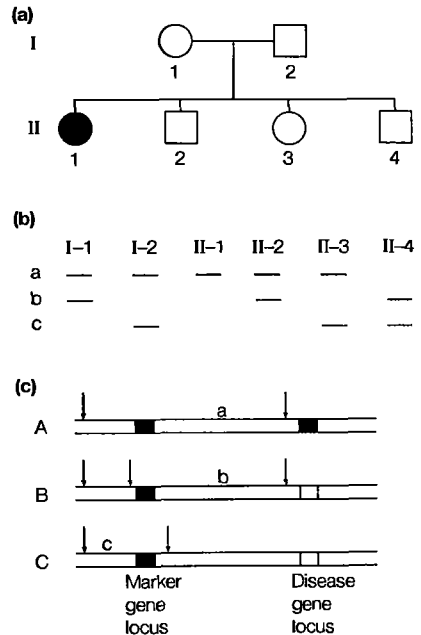 (a)
I
1 2
II
1 2 3 4
(b)
I–1 I–2 II–1 II–2 II–3 II–4
a
b
c
(c)
a
A
b
B
c
C
Marker Disease
gene gene
locus locus